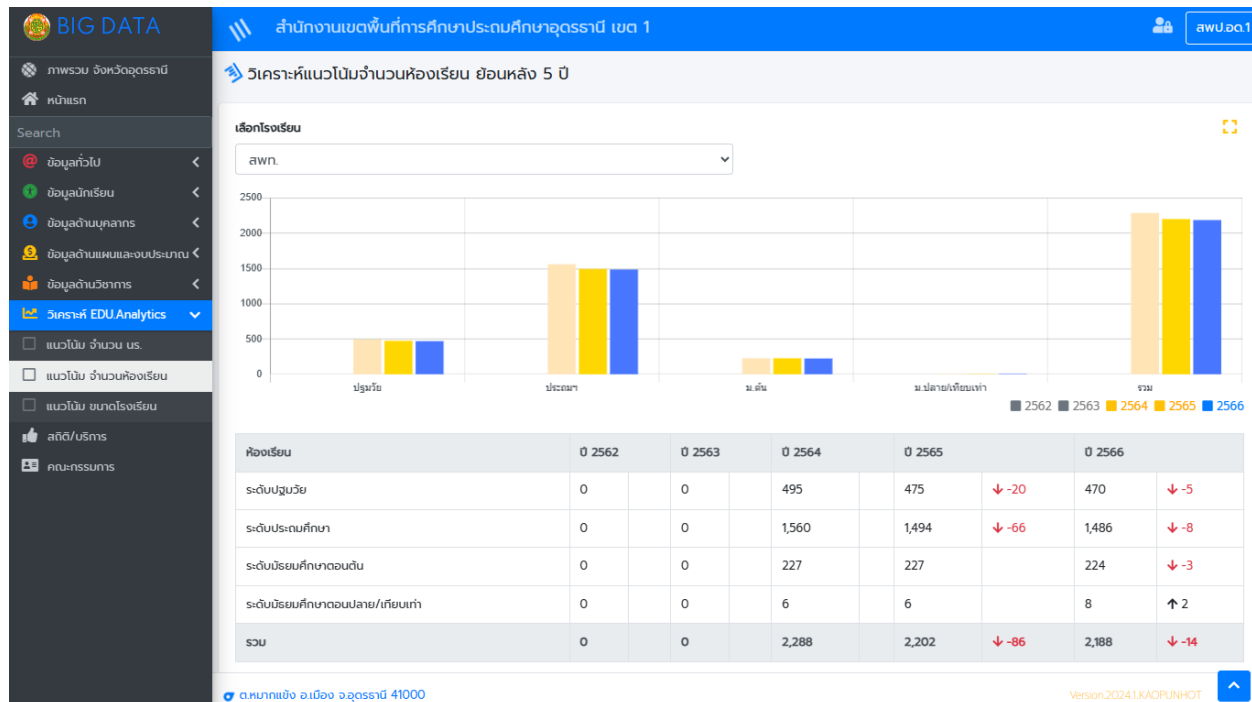 BIG DATA
สำนักงานเขตพื้นที่การศึกษาประถมศึกษาอุดรธานี เขต 1
สพป.อด.1
ภาพรวม จังหวัดอุดรธานี
หน้าแรก
Search
ข้อมูลทั่วไป
ข้อมูลนักเรียน
ข้อมูลด้านบุคลากร
ข้อมูลด้านแผนและงบประมาณ
ข้อมูลด้านวิชาการ
วิเคราะห์ EDU.Analytics
แนวโน้ม จำนวน นร.
แนวโน้ม จำนวนห้องเรียน
แนวโน้ม ขนาดโรงเรียน
สถิติ/บริการ
คณะกรรมการ
วิเคราะห์แนวโน้มจำนวนห้องเรียน ย้อนหลัง 5 ปี
เลือกโรงเรียน
สพท.
2500
2000
1500
1000
500
0
ปฐมวัย ประถมฯ ม.ต้น ม.ปลาย/เทียบเท่า รวม
2562 2563 2564 2565 2566
ห้องเรียน ปี 2562 ปี 2563 ปี 2564 ปี 2565 ปี 2566
ระดับปฐมวัย 0 0 495 475 ↓ -20 470 ↓ -5
ระดับประถมศึกษา 0 0 1,560 1,494 ↓ -66 1,486 ↓ -8
ระดับมัธยมศึกษาตอนต้น 0 0 227 227 224 ↓ -3
ระดับมัธยมศึกษาตอนปลาย/เทียบเท่า 0 0 6 6 8 ↑ 2
รวม 0 0 2,288 2,202 ↓ -86 2,188 ↓ -14
ต.หมากแข้ง อ.เมือง จ.อุดรธานี 41000
Version.2024.1.KAOPUNHOT